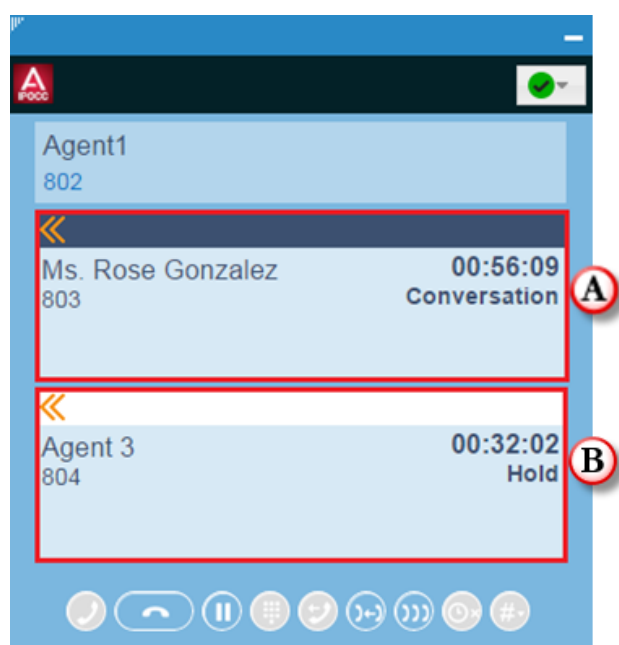 IPOCC
Agent1
802
Ms. Rose Gonzalez
00:56:09
803
Conversation
A
Agent 3
00:32:02
804
Hold
B
#